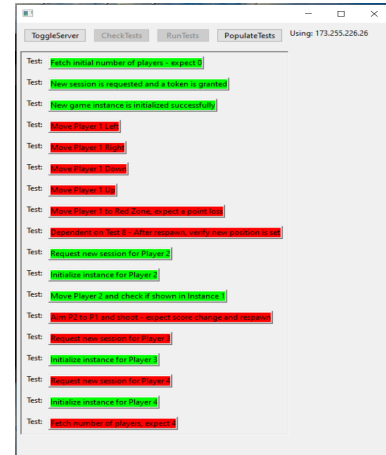 ToggleServer CheckTests RunTests PopulateTests Using: 173.255.226.26
Test: Fetch initial number of players - expect 0
Test: New session is requested and a token is granted
Test: New game instance is initialized successfully
Test: Move Player 1 Left
Test: Move Player 1 Right
Test: Move Player 1 Down
Test: Move Player 1 Up
Test: Move Player 1 to Red Zone, expect a point loss
Test: Dependent on Test 8 - After respawn, verify new position is set
Test: Request new session for Player 2
Test: Initialize instance for Player 2
Test: Move Player 2 and check if shown in Instance 1
Test: Aim P2 to P1 and shoot - expect score change and respawn
Test: Request new session for Player 3
Test: Initialize instance for Player 3
Test: Request new session for Player 4
Test: Initialize instance for Player 4
Test: Fetch number of players, expect 4